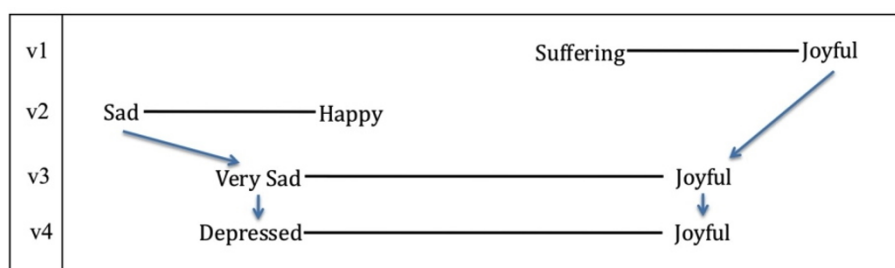 v1 Suffering Joyful
v2 Sad Happy
v3 Very Sad Joyful
v4 Depressed Joyful